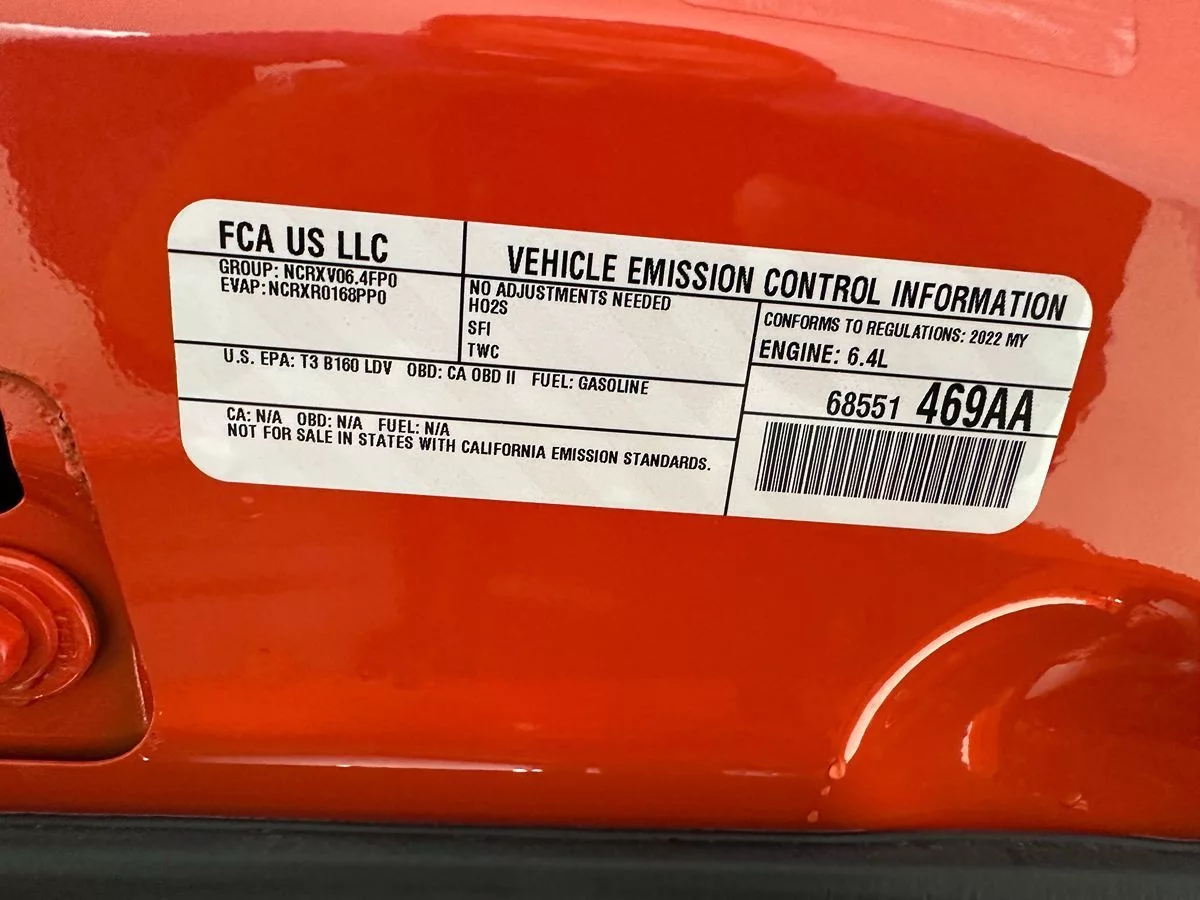 FCA US LLC
GROUP: NCRXV06.4FP0
EVAP: NCRXR0168PP0
VEHICLE EMISSION CONTROL INFORMATION
NO ADJUSTMENTS NEEDED
HO2S
SFI
TWC
CONFORMS TO REGULATIONS: 2022 MY
ENGINE: 6.4L
U.S. EPA: T3 B160 LDV OBD: CA OBD II FUEL: GASOLINE
68551 469AA
CA: N/A OBD: N/A FUEL: N/A
NOT FOR SALE IN STATES WITH CALIFORNIA EMISSION STANDARDS.